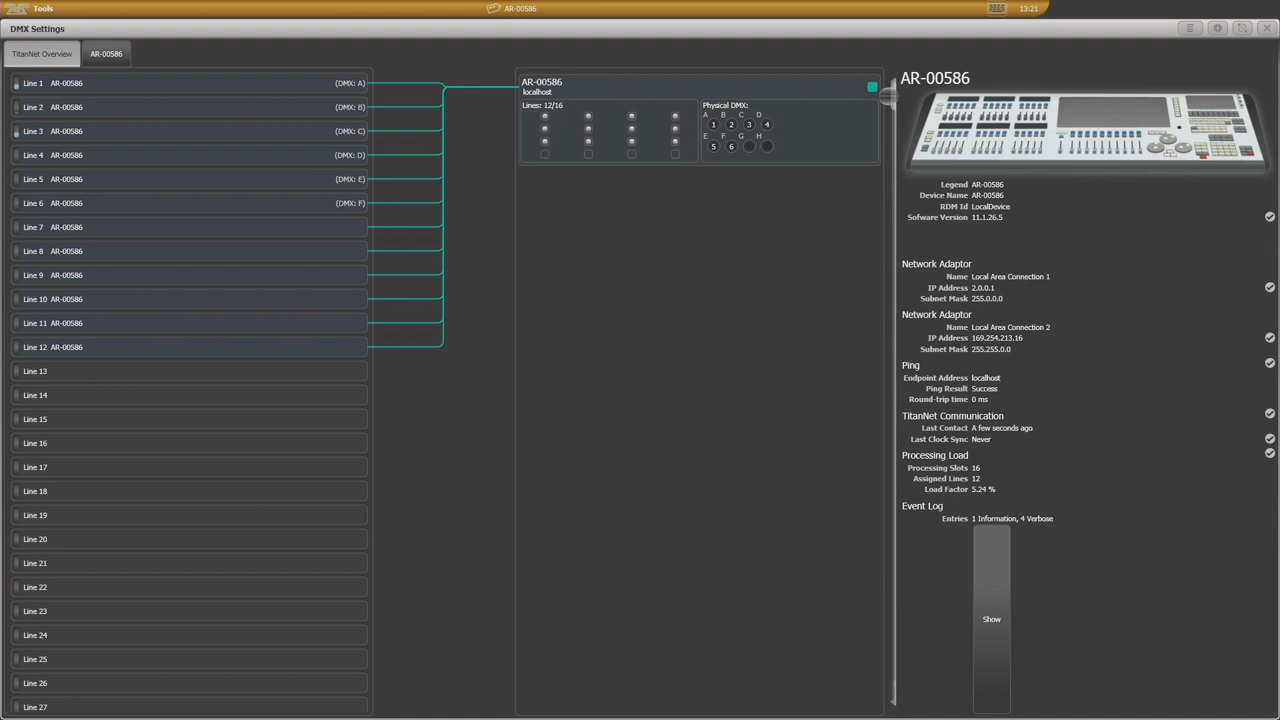 Tools
AR-00586
13:21
DMX Settings
TitanNet Overview
AR-00586
Line 1 AR-00586 (DMX: A)
Line 2 AR-00586 (DMX: B)
Line 3 AR-00586 (DMX: C)
Line 4 AR-00586 (DMX: D)
Line 5 AR-00586 (DMX: E)
Line 6 AR-00586 (DMX: F)
Line 7 AR-00586
Line 8 AR-00586
Line 9 AR-00586
Line 10 AR-00586
Line 11 AR-00586
Line 12 AR-00586
Line 13
Line 14
Line 15
Line 16
Line 17
Line 18
Line 19
Line 20
Line 21
Line 22
Line 23
Line 24
Line 25
Line 26
Line 27
AR-00586
localhost
Lines: 12/16
Physical DMX:
A B C D
1 2 3 4
E F G H
5 6
AR-00586
Legend AR-00586
Device Name AR-00586
RDM Id LocalDevice
Sofware Version 11.1.26.5
Network Adaptor
Name Local Area Connection 1
IP Address 2.0.0.1
Subnet Mask 255.0.0.0
Network Adaptor
Name Local Area Connection 2
IP Address 169.254.213.16
Subnet Mask 255.255.0.0
Ping
Endpoint Address localhost
Ping Result Success
Round-trip time 0 ms
TitanNet Communication
Last Contact A few seconds ago
Last Clock Sync Never
Processing Load
Processing Slots 16
Assigned Lines 12
Load Factor 5.24 %
Event Log
Entries 1 Information, 4 Verbose
Show